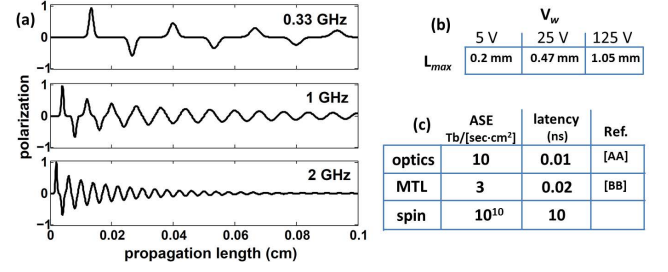 (a)
0.33 GHz
1
0
−1
1 GHz
1
0
−1
2 GHz
1
0
−1
polarization
0 0.02 0.04 0.06 0.08 0.1
propagation length (cm)
(b)
Vw
5 V 25 V 125 V
Lmax 0.2 mm 0.47 mm 1.05 mm
(c)
ASE latency Ref.
Tb/[sec·cm²] (ns)
optics 10 0.01 [AA]
MTL 3 0.02 [BB]
spin 10¹⁰ 10